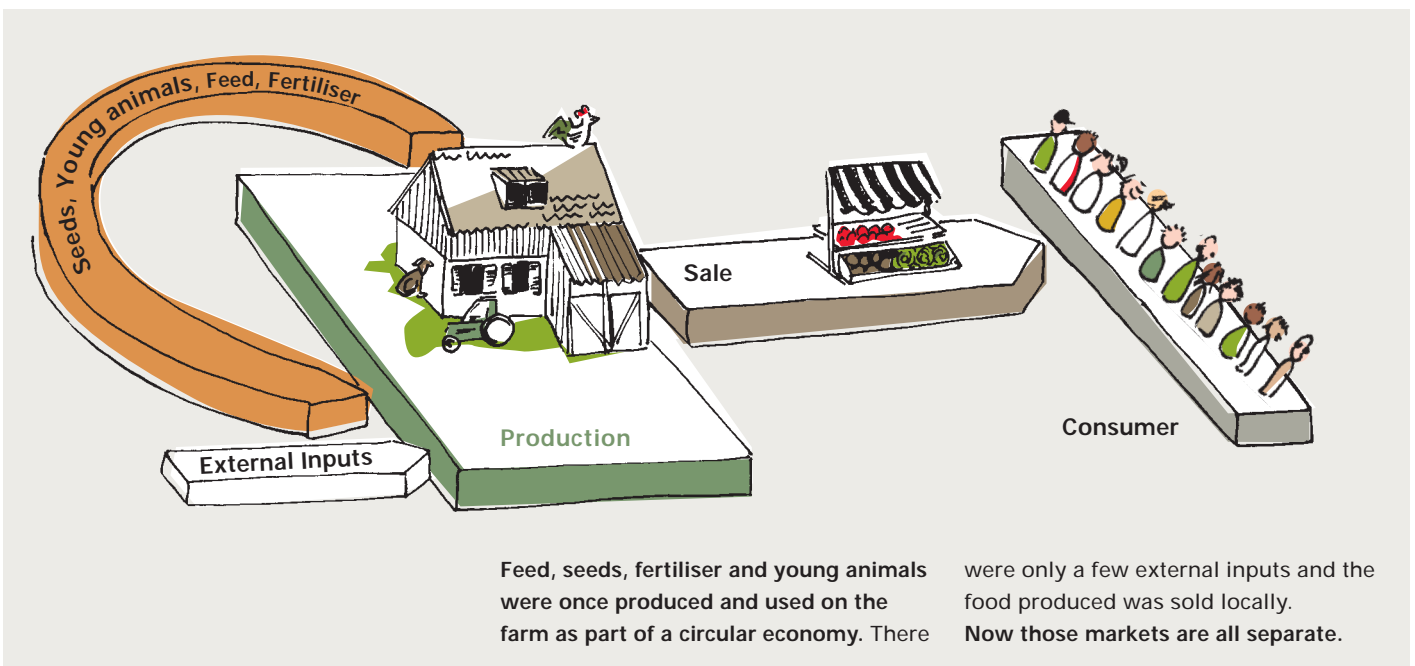 Seeds, Young animals, Feed, Fertiliser
Sale
Production
Consumer
External Inputs
Feed, seeds, fertiliser and young animals
were once produced and used on the
farm as part of a circular economy. There
were only a few external inputs and the
food produced was sold locally.
Now those markets are all separate.